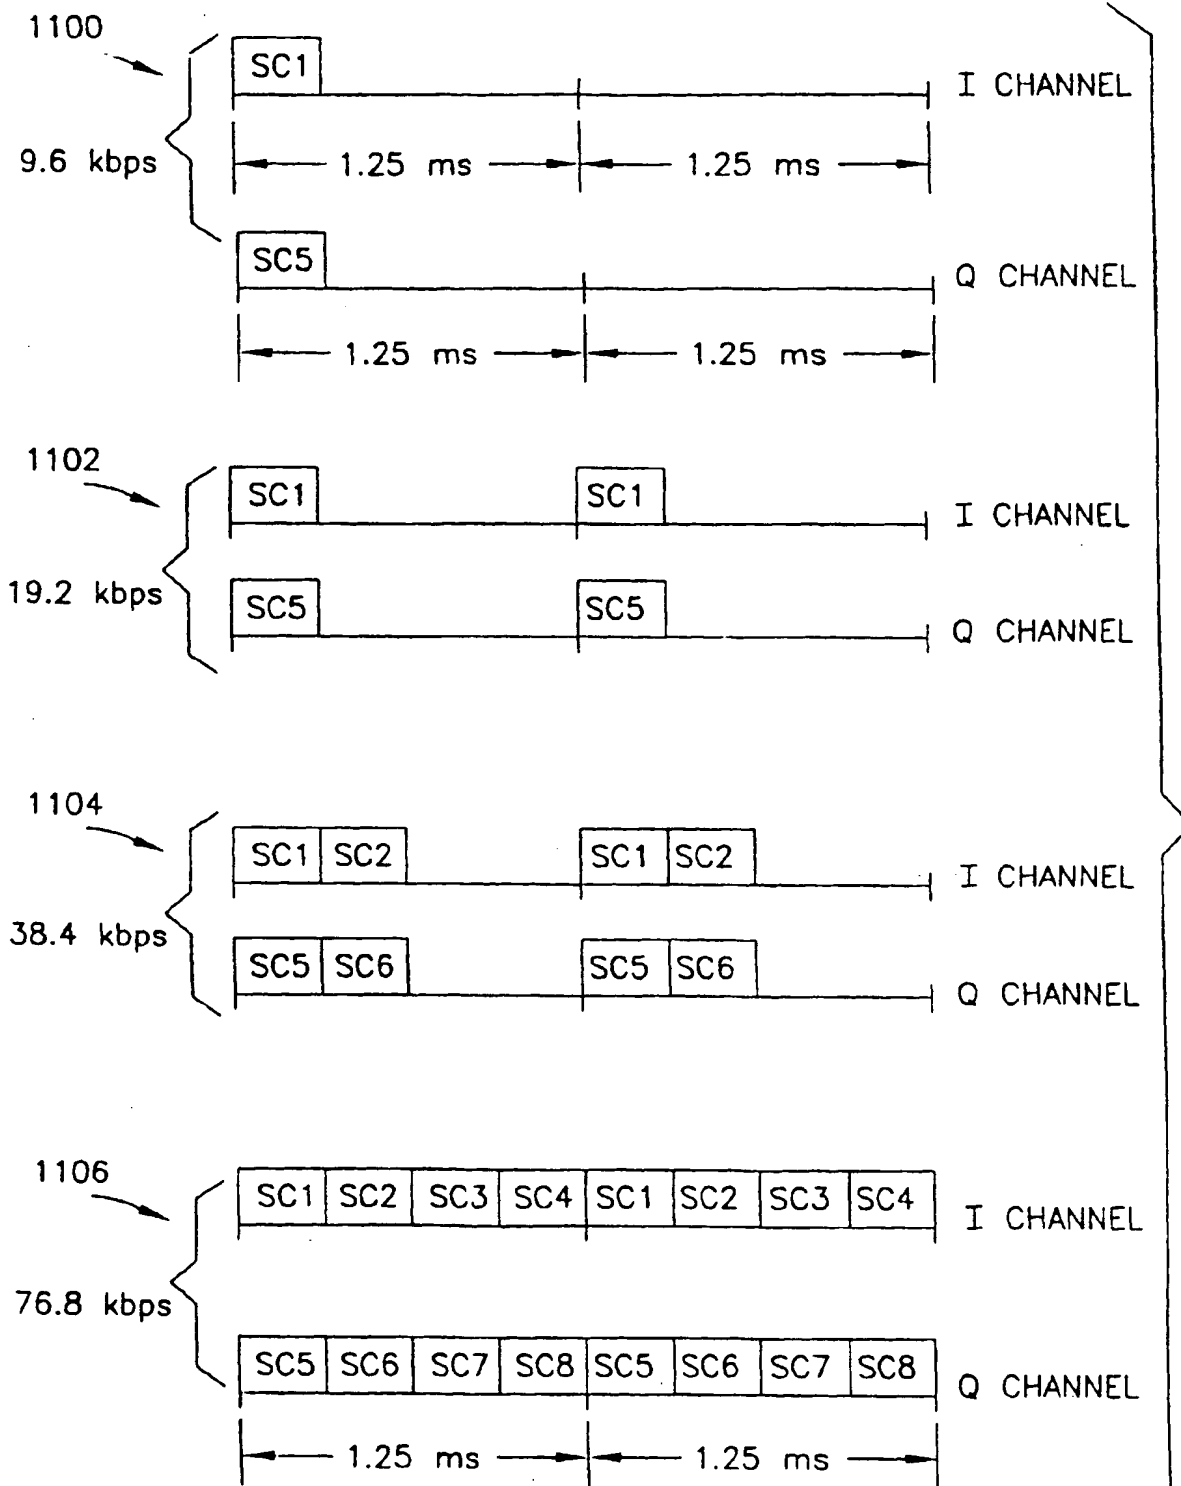 1100
SC1
I CHANNEL
9.6 kbps
1.25 ms 1.25 ms
SC5
Q CHANNEL
1.25 ms 1.25 ms
1102
SC1 SC1
I CHANNEL
19.2 kbps
SC5 SC5
Q CHANNEL
1104
SC1 SC2 SC1 SC2
I CHANNEL
38.4 kbps
SC5 SC6 SC5 SC6
Q CHANNEL
1106
SC1 SC2 SC3 SC4 SC1 SC2 SC3 SC4
I CHANNEL
76.8 kbps
SC5 SC6 SC7 SC8 SC5 SC6 SC7 SC8
Q CHANNEL
1.25 ms 1.25 ms